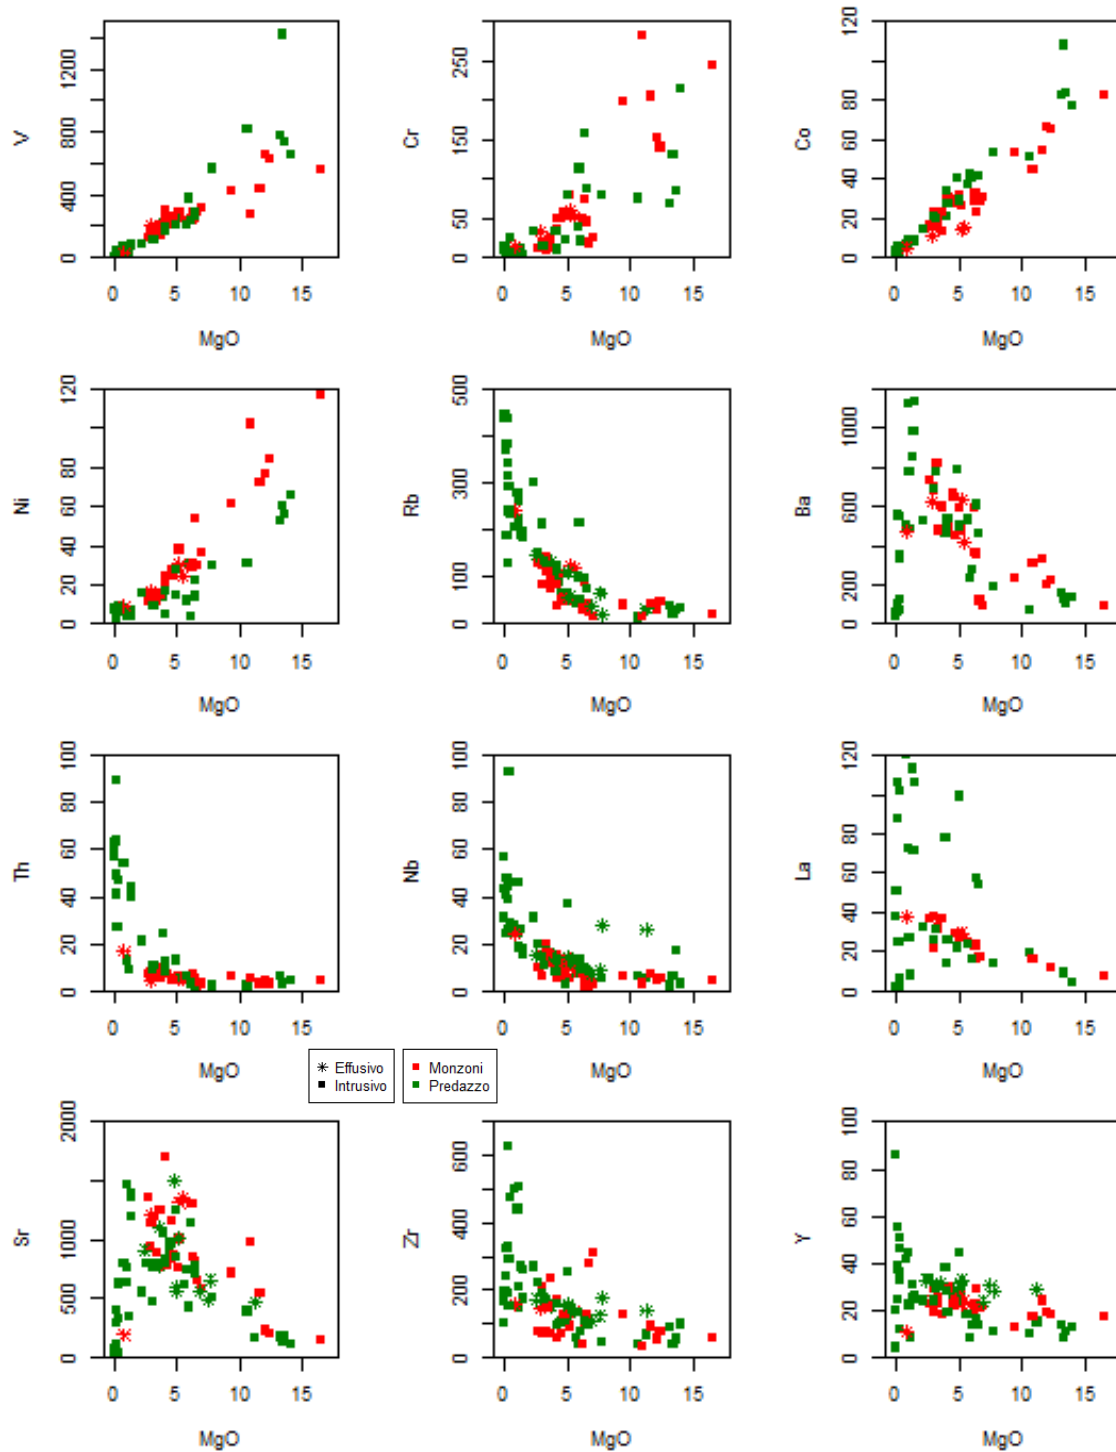 V
0 400 800 1200
0 5 10 15
MgO
Cr
0 50 150 250
0 5 10 15
MgO
Co
0 20 40 60 80 120
0 5 10 15
MgO
Ni
0 20 40 60 80 120
0 5 10 15
MgO
Rb
0 100 300 500
0 5 10 15
MgO
Ba
0 200 600 1000
0 5 10 15
MgO
Th
0 20 40 60 80 100
0 5 10 15
MgO
Nb
0 20 40 60 80 100
0 5 10 15
MgO
La
0 20 40 60 80 120
0 5 10 15
MgO
Effusivo
Intrusivo
Monzoni
Predazzo
Sr
0 500 1000 2000
0 5 10 15
MgO
Zr
0 200 400 600
0 5 10 15
MgO
Y
0 20 40 60 80 100
0 5 10 15
MgO